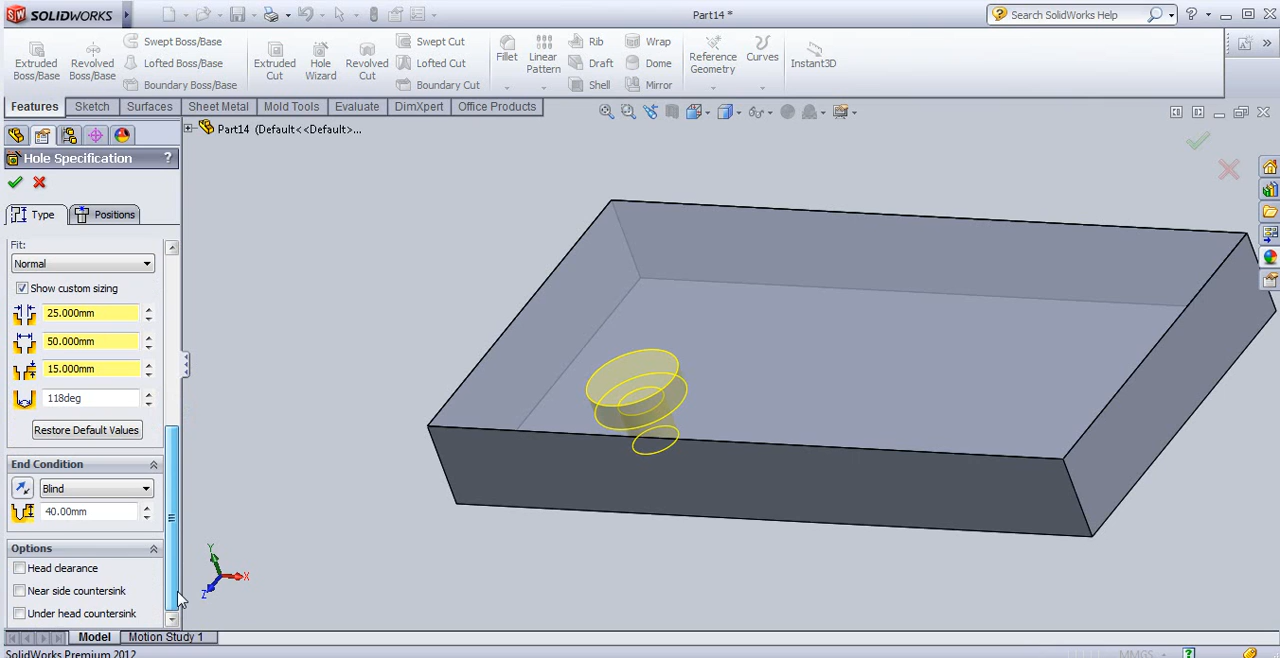 SOLIDWORKS
Part14 *
Search SolidWorks Help
Extruded Boss/Base
Revolved Boss/Base
Swept Boss/Base
Lofted Boss/Base
Boundary Boss/Base
Extruded Cut
Hole Wizard
Revolved Cut
Swept Cut
Lofted Cut
Boundary Cut
Fillet
Linear Pattern
Rib
Draft
Shell
Wrap
Dome
Mirror
Reference Geometry
Curves
Instant3D
Features
Sketch
Surfaces
Sheet Metal
Mold Tools
Evaluate
DimXpert
Office Products
Part14 (Default<<Default>...
Hole Specification
?
Type
Positions
Fit:
Normal
Show custom sizing
25.000mm
50.000mm
15.000mm
118deg
Restore Default Values
End Condition
Blind
40.00mm
Options
Head clearance
Near side countersink
Under head countersink
Y
X
Z
Model
Motion Study 1
SolidWorks Premium 2012
MMGS